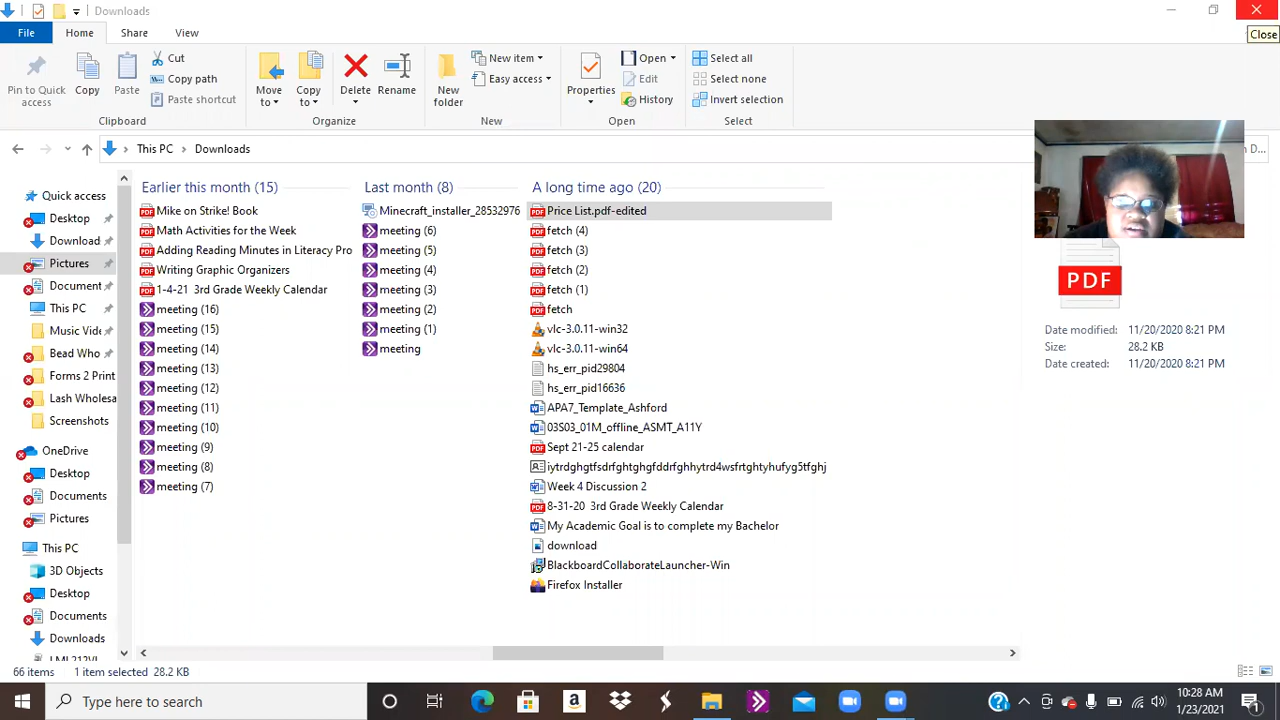 Downloads
Close
File Home Share View
Pin to Quick access
Copy
Paste
Cut
Copy path
Paste shortcut
Clipboard
Move to
Copy to
Delete
Rename
Organize
New folder
New item
Easy access
New
Properties
Open
Edit
History
Open
Select all
Select none
Invert selection
Select
This PC > Downloads
D...
Quick access
Desktop
Download
Pictures
Document
This PC
Music Vide
Bead Who
Forms 2 Print
Lash Wholesa
Screenshots
OneDrive
Desktop
Documents
Pictures
This PC
3D Objects
Desktop
Documents
Downloads
Earlier this month (15)
Mike on Strike! Book
Math Activities for the Week
Adding Reading Minutes in Literacy Pro
Writing Graphic Organizers
1-4-21 3rd Grade Weekly Calendar
meeting (16)
meeting (15)
meeting (14)
meeting (13)
meeting (12)
meeting (11)
meeting (10)
meeting (9)
meeting (8)
meeting (7)
Last month (8)
Minecraft_installer_28532976
meeting (6)
meeting (5)
meeting (4)
meeting (3)
meeting (2)
meeting (1)
meeting
A long time ago (20)
Price List.pdf-edited
fetch (4)
fetch (3)
fetch (2)
fetch (1)
fetch
vlc-3.0.11-win32
vlc-3.0.11-win64
hs_err_pid29804
hs_err_pid16636
APA7_Template_Ashford
03S03_01M_offline_ASMT_A11Y
Sept 21-25 calendar
iytrdghgtfsdrfghtghgfddrfghhytrd4wsfrtghtyhufyg5tfghj
Week 4 Discussion 2
8-31-20 3rd Grade Weekly Calendar
My Academic Goal is to complete my Bachelor
download
BlackboardCollaborateLauncher-Win
Firefox Installer
PDF
Date modified: 11/20/2020 8:21 PM
Size: 28.2 KB
Date created: 11/20/2020 8:21 PM
66 items 1 item selected 28.2 KB
Type here to search
10:28 AM
1/23/2021